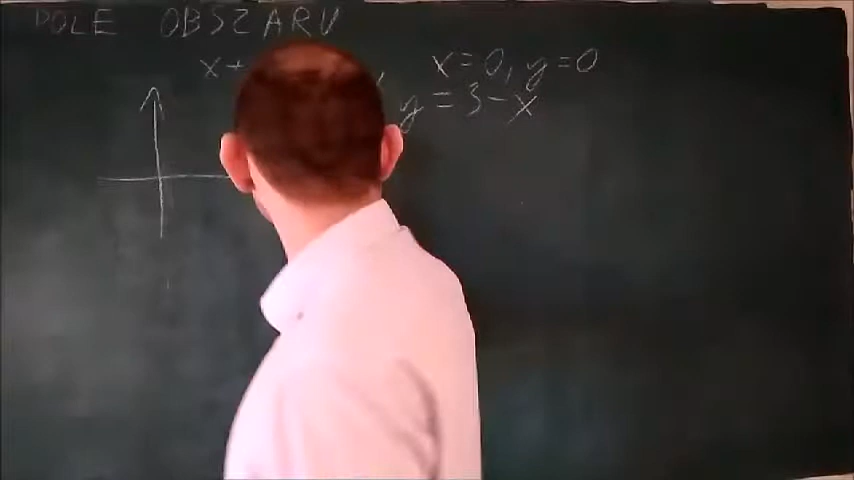 POLE OBSZARU
x+ x=0, y=0
y=3-x